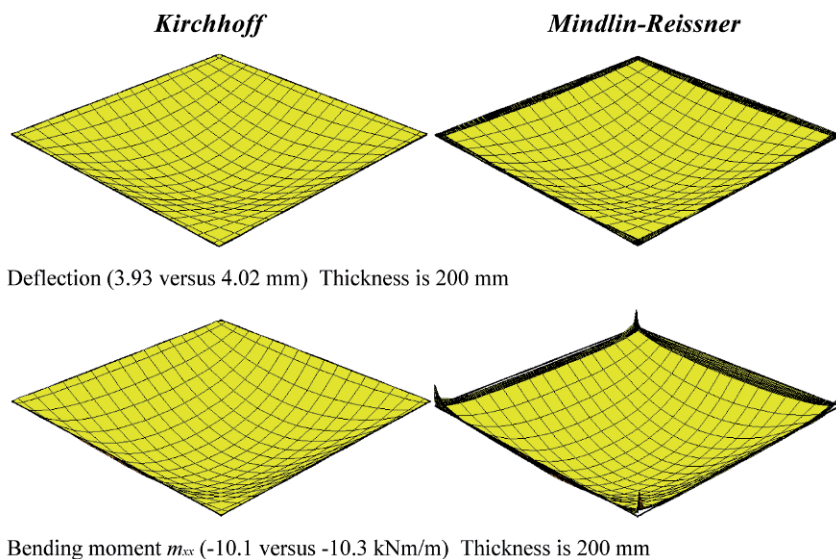 Kirchhoff Mindlin-Reissner
Deflection (3.93 versus 4.02 mm) Thickness is 200 mm
Bending moment mxx (-10.1 versus -10.3 kNm/m) Thickness is 200 mm